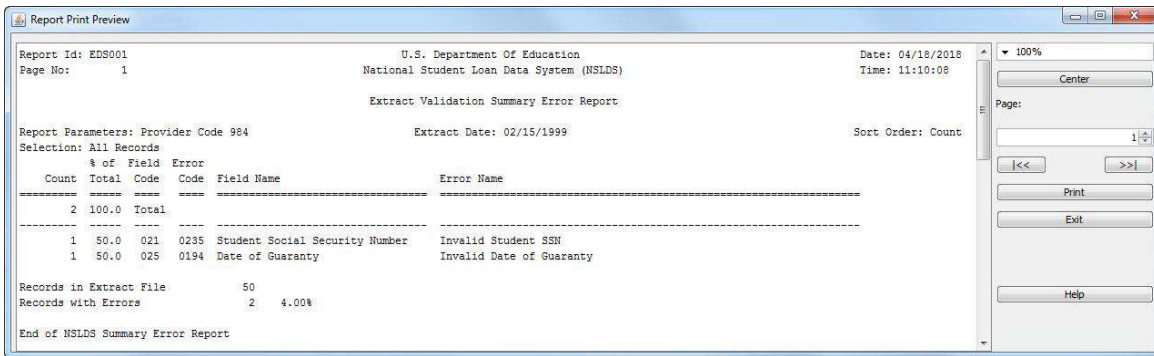 Report Print Preview
Report Id: EDS001 U.S. Department Of Education Date: 04/18/2018
Page No: 1 National Student Loan Data System (NSLDS) Time: 11:10:08
Extract Validation Summary Error Report
Report Parameters: Provider Code 984 Extract Date: 02/15/1999 Sort Order: Count
Selection: All Records
% of Field Error
Count Total Code Code Field Name Error Name
2 100.0 Total
1 50.0 021 0235 Student Social Security Number Invalid Student SSN
1 50.0 025 0194 Date of Guaranty Invalid Date of Guaranty
Records in Extract File 50
Records with Errors 2 4.00%
End of NSLDS Summary Error Report
100%
Center
Page:
1
|<< >>|
Print
Exit
Help